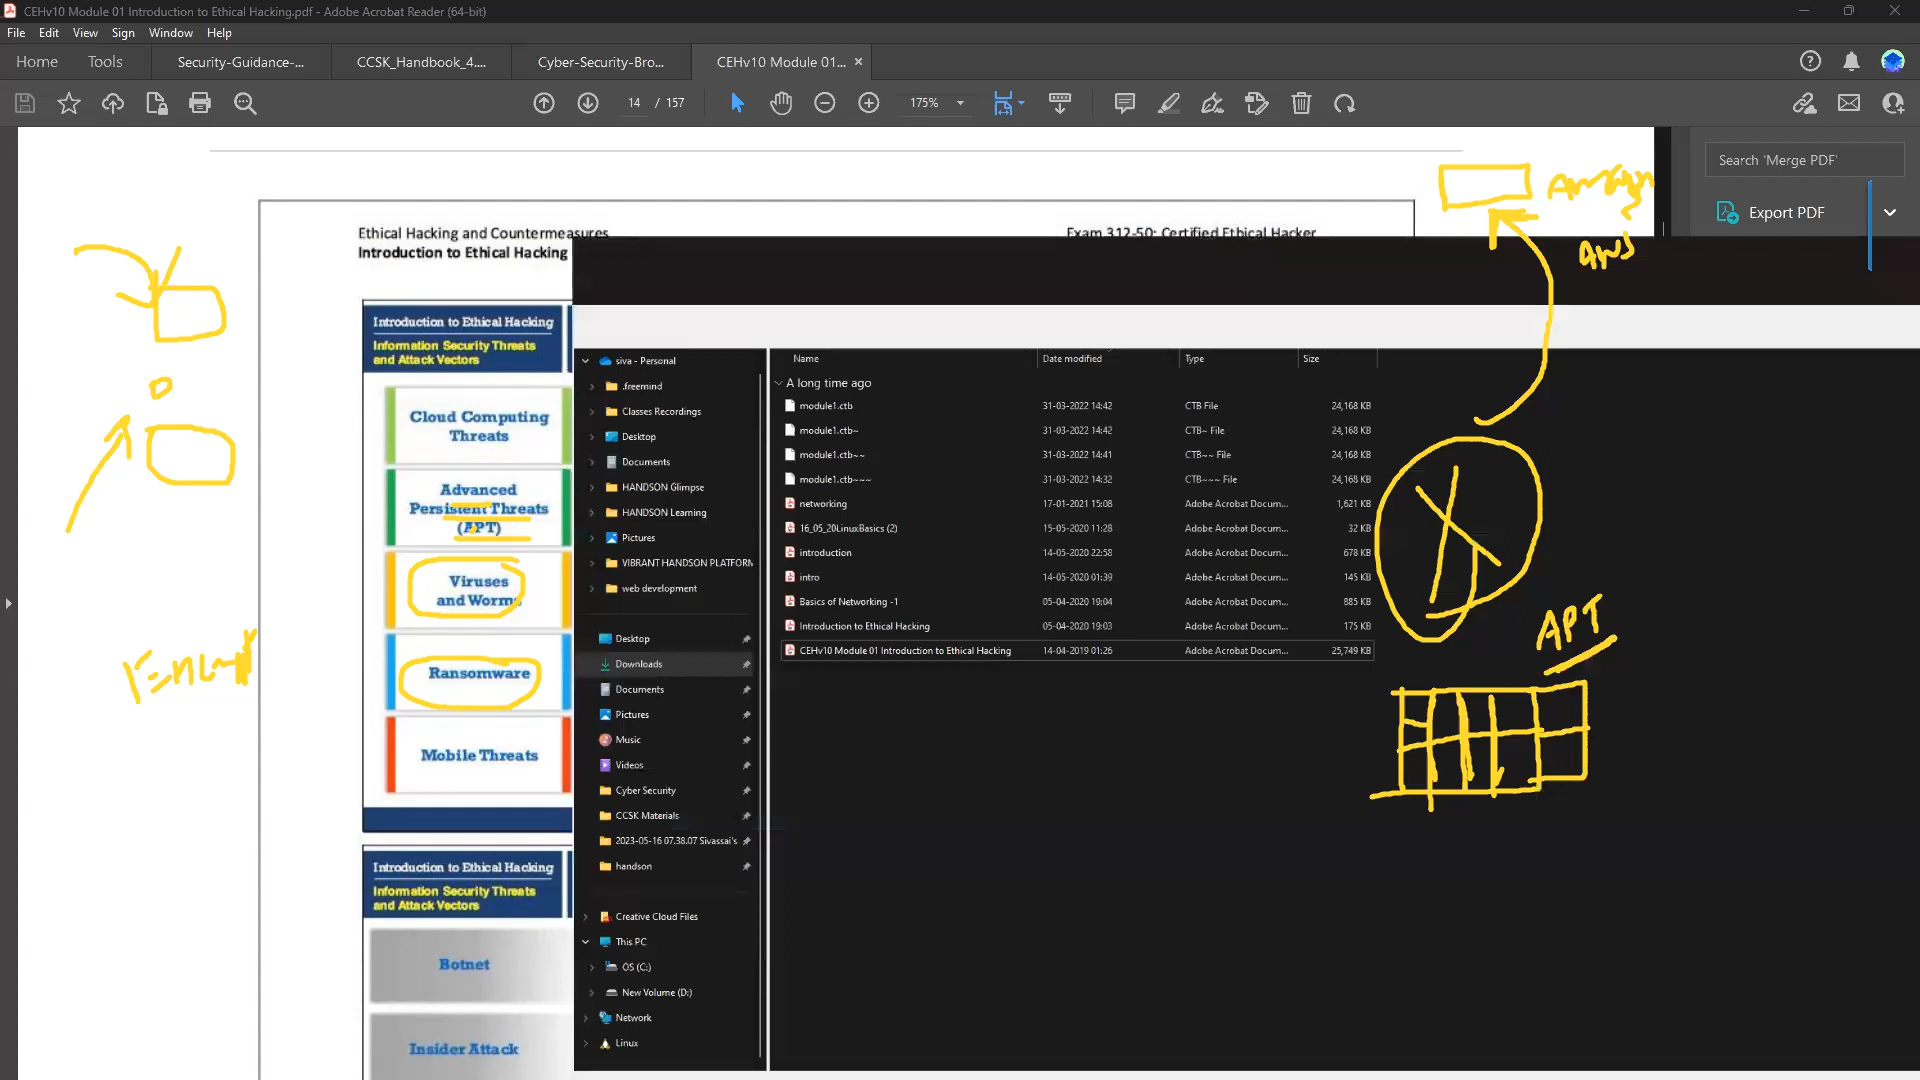 CEHv10 Module 01 Introduction to Ethical Hacking.pdf - Adobe Acrobat Reader (64-bit)
File Edit View Sign Window Help
Home Tools Security-Guidance-... CCSK_Handbook_4.... Cyber-Security-Bro... CEHv10 Module 01... ×
14 / 157 175%
Search 'Merge PDF'
Export PDF
Ethical Hacking and Countermeasures
Introduction to Ethical Hacking
Exam 312-50: Certified Ethical Hacker
Aws
Introduction to Ethical Hacking
Information Security Threats
and Attack Vectors
Cloud Computing
Threats
Advanced
Persistent Threats
(APT)
Viruses
and Worms
Ransomware
Mobile Threats
Introduction to Ethical Hacking
Information Security Threats
and Attack Vectors
Botnet
Insider Attack
siva - Personal
.freemind
Classes Recordings
Desktop
Documents
HANDSON Glimpse
HANDSON Learning
Pictures
VIBRANT HANDSON PLATFORM
web development
Desktop
Downloads
Documents
Pictures
Music
Videos
Cyber Security
CCSK Materials
2023-05-16 07.38.07 Sivassai's
handson
Creative Cloud Files
This PC
OS (C:)
New Volume (D:)
Network
Linux
Name Date modified Type Size
A long time ago
module1.ctb 31-03-2022 14:42 CTB File 24,168 KB
module1.ctb~ 31-03-2022 14:42 CTB~ File 24,168 KB
module1.ctb~~ 31-03-2022 14:41 CTB~~ File 24,168 KB
module1.ctb~~~ 31-03-2022 14:32 CTB~~~ File 24,168 KB
networking 17-01-2021 15:08 Adobe Acrobat Docum... 1,621 KB
16_05_20LinuxBasics (2) 15-05-2020 11:28 Adobe Acrobat Docum... 32 KB
introduction 14-05-2020 22:58 Adobe Acrobat Docum... 678 KB
intro 14-05-2020 01:39 Adobe Acrobat Docum... 145 KB
Basics of Networking -1 05-04-2020 19:04 Adobe Acrobat Docum... 885 KB
Introduction to Ethical Hacking 05-04-2020 19:03 Adobe Acrobat Docum... 175 KB
CEHv10 Module 01 Introduction to Ethical Hacking 14-04-2019 01:26 Adobe Acrobat Docum... 25,749 KB
APT